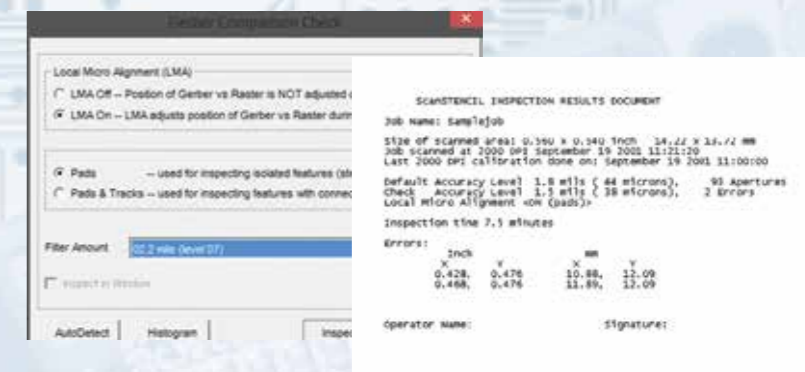 Gerber Comparison Check
Local Micro Alignment (LMA)
LMA Off -- Position of Gerber vs Raster is NOT adjusted
LMA On -- LMA adjusts position of Gerber vs Raster
Pads -- used for inspecting isolated features
Pads & Tracks -- used for inspecting features with
Filter Amount
02.2 mils (level 07)
Inspect in Window
AutoDetect Histogram
ScanSTENCIL INSPECTION RESULTS DOCUMENT
Job Name: Samplejob
Size of scanned area: 0.560 x 0.540 inch 14.22 x 13.72 mm
Job scanned at 2000 DPI September 19 2001 11:21:20
Last 2000 DPI calibration done on: September 19 2001 11:00:00
Default Accuracy Level 1.8 mils ( 44 microns), 93 Apertures
Check Accuracy Level 1.5 mils ( 38 microns), 2 Errors
Local Micro Alignment <ON (pads)>
Inspection time 7.5 minutes
Errors:
Inch mm
X Y X Y
0.428, 0.476 10.88, 12.09
0.468, 0.476 11.89, 12.09
Operator Name: Signature: